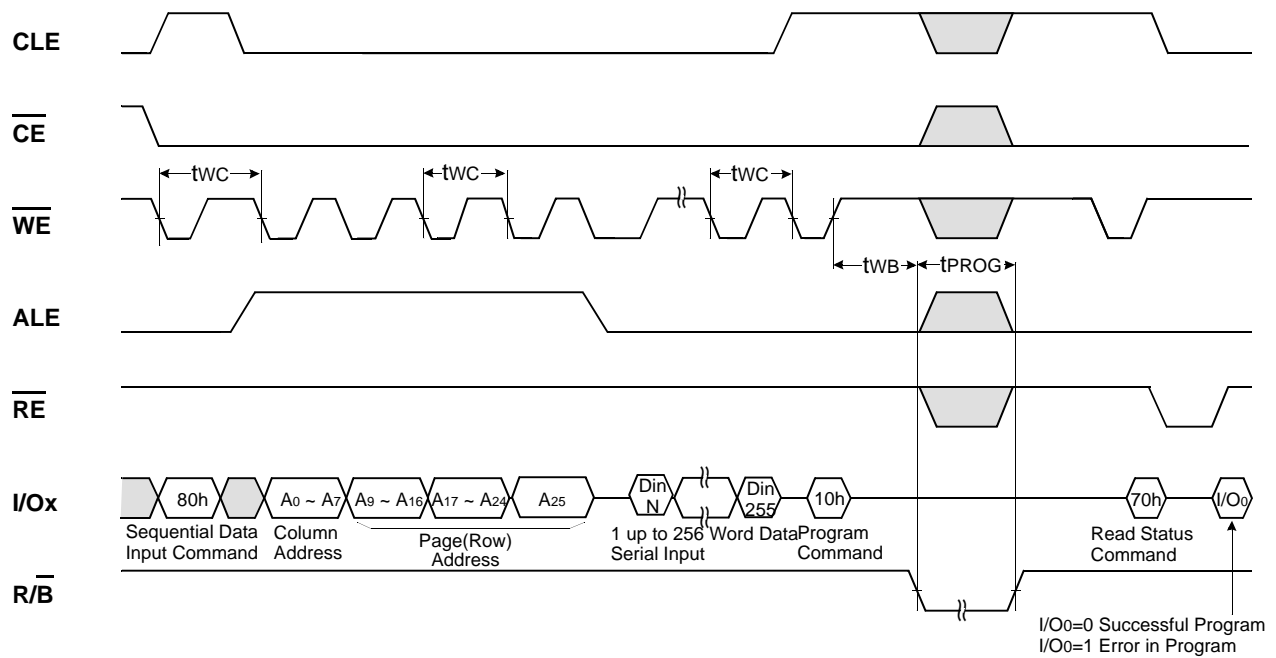 CLE
CE
tWC
tWC
tWC
WE
tWB
tPROG
ALE
RE
I/Ox
80h
A0 ~ A7
A9 ~ A16
A17 ~ A24
A25
Din
N
Din
255
10h
70h
I/O0
Sequential Data
Input Command
Column
Address
Page(Row)
Address
1 up to 256 Word Data
Serial Input
Program
Command
Read Status
Command
R/B
I/O0=0 Successful Program
I/O0=1 Error in Program